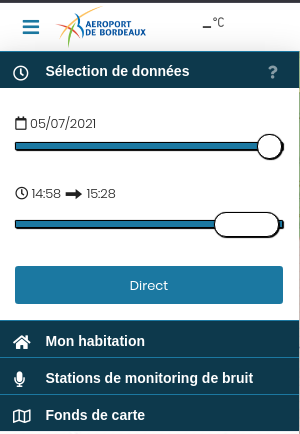 AEROPORT
DE BORDEAUX
_°C
Sélection de données
?
05/07/2021
14:58 → 15:28
Direct
Mon habitation
Stations de monitoring de bruit
Fonds de carte